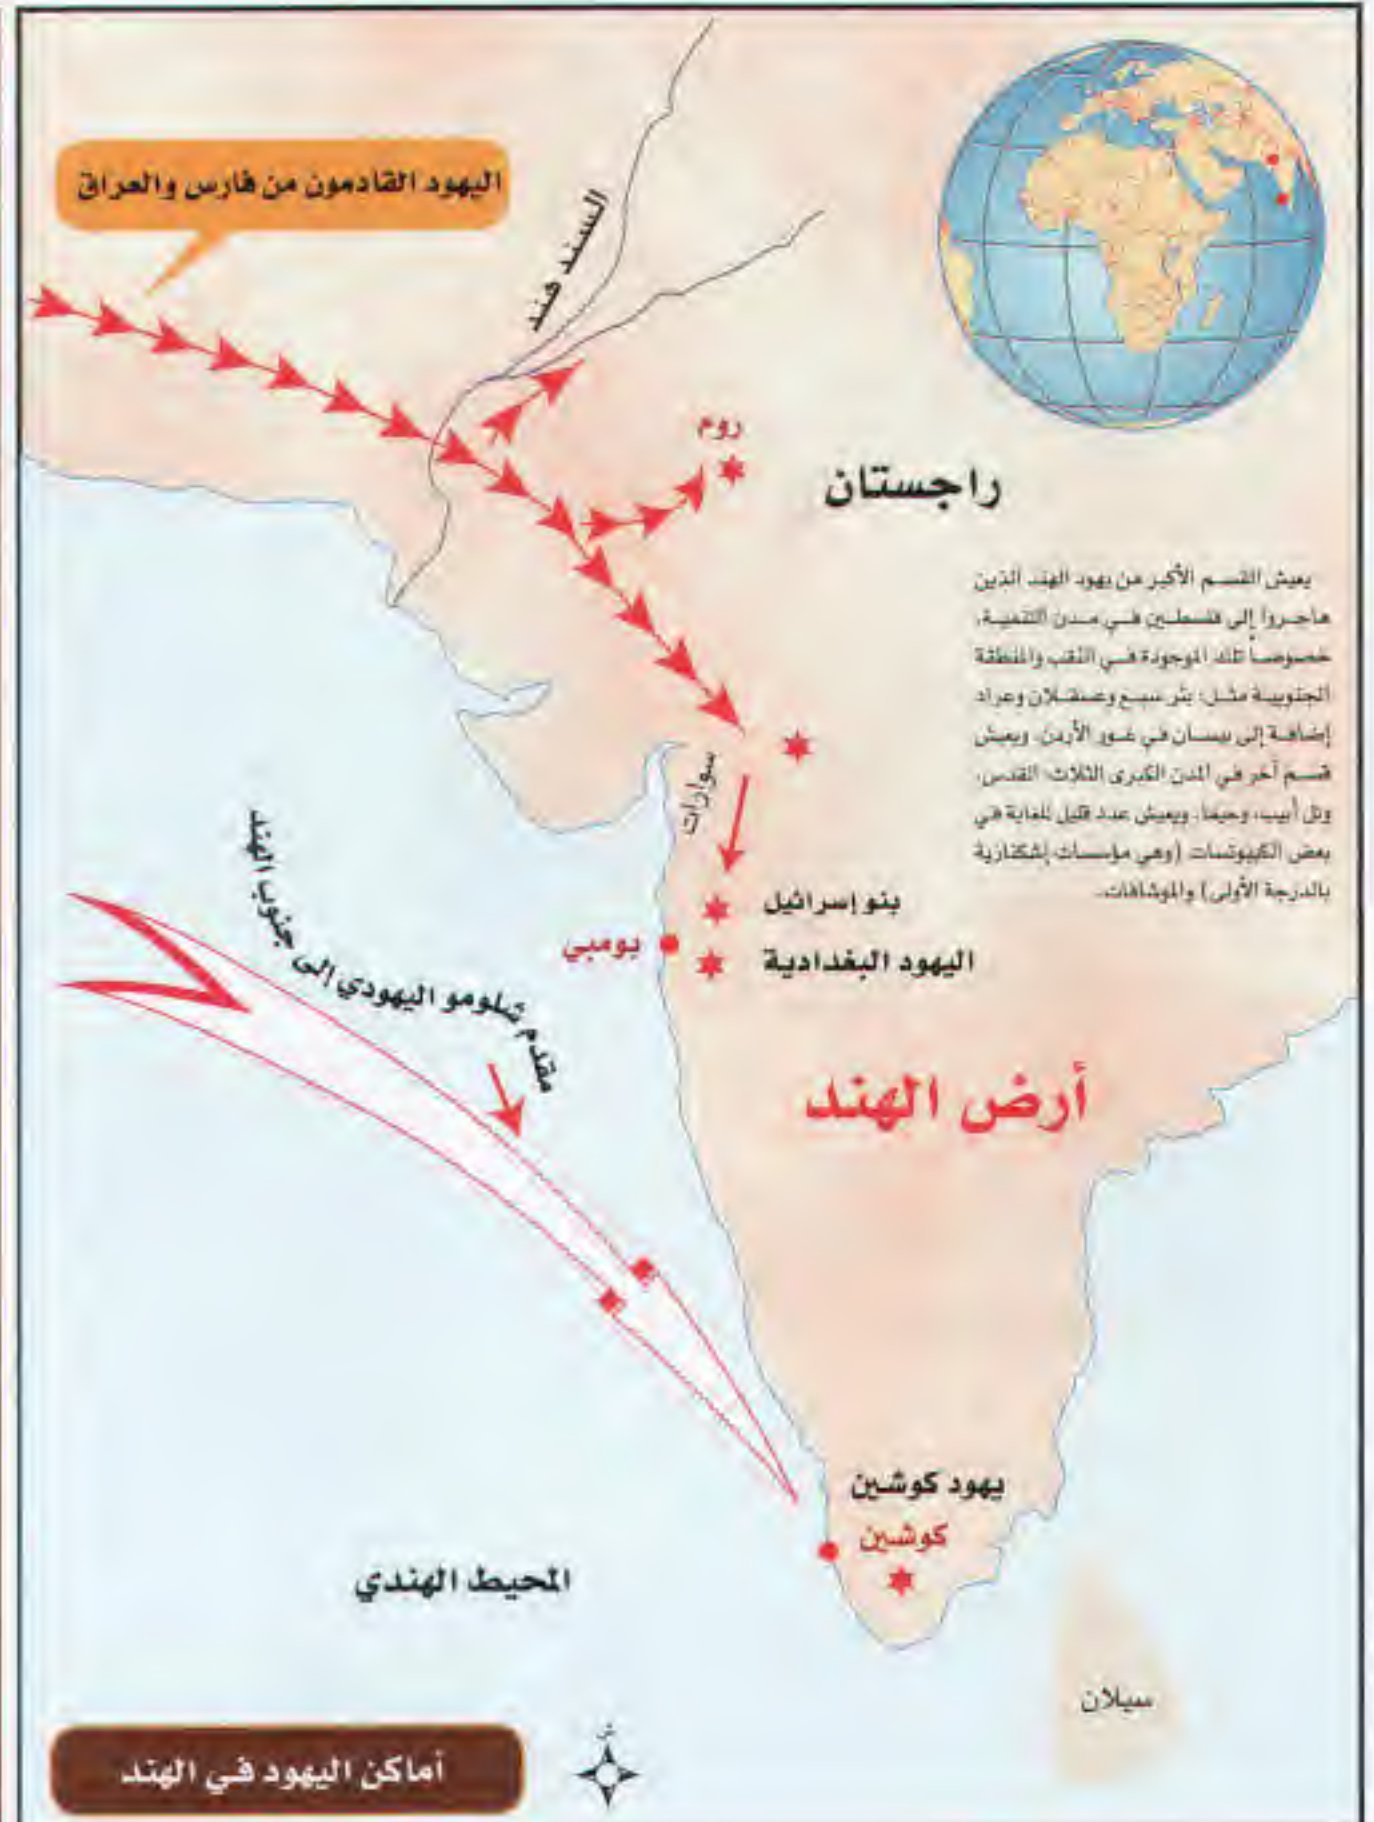 اليهود القادمون من فارس والعراق
السند هند
روم
راجستان
يعيش القسم الأكبر من يهود الهند الذين
هاجروا إلى فلسطين في مدن التنمية،
خصوصاً تلك الموجودة في النقب والمنطقة
الجنوبية مثل: بئر سبع وعسقلان وعراد
إضافة إلى بيسان في غور الأردن. ويعيش
قسم آخر في المدن الكبرى الثلاث: القدس،
وتل أبيب، وحيفا. ويعيش عدد قليل للغاية في
بعض الكيبوتسات (وهي مؤسسات إشكنازية
بالدرجة الأولى) والموشافات.
سوارات
بنو إسرائيل
بومبي
اليهود البغدادية
مقدم شلومو اليهودي إلى جنوب الهند
أرض الهند
يهود كوشين
كوشين
المحيط الهندي
سيلان
ش
أماكن اليهود في الهند